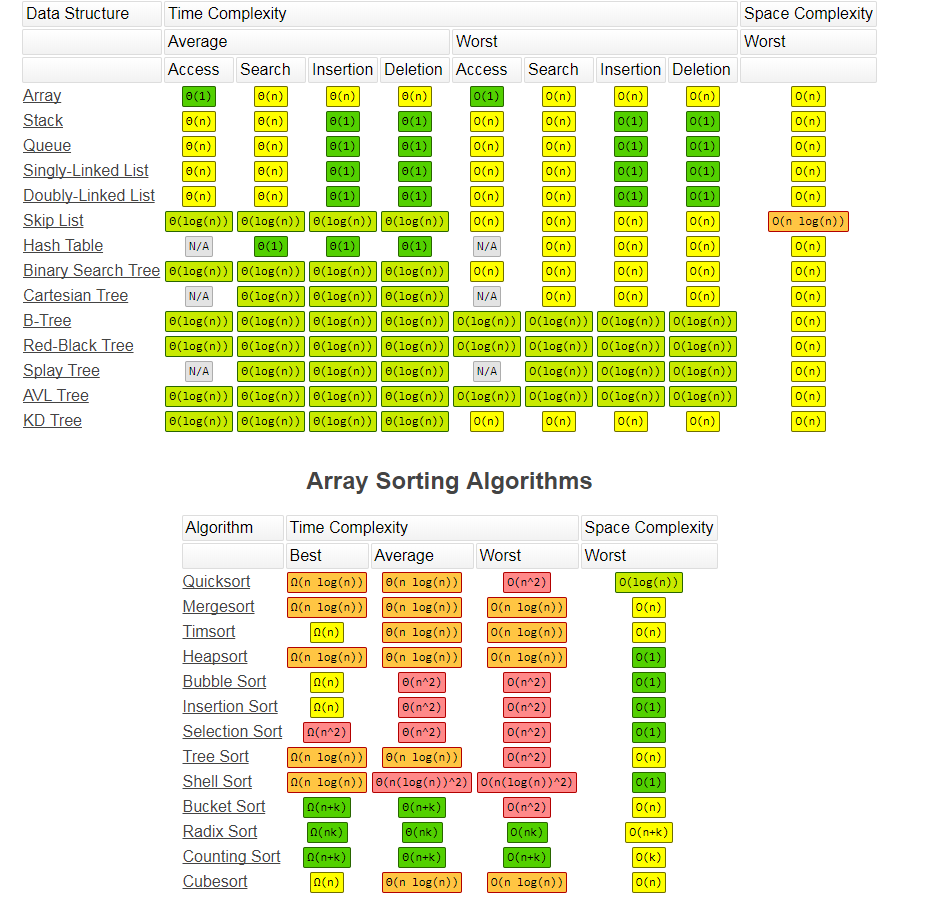 Data Structure Time Complexity Space Complexity
Average Worst Worst
Access Search Insertion Deletion Access Search Insertion Deletion
Array Θ(1) Θ(n) Θ(n) Θ(n) O(1) O(n) O(n) O(n) O(n)
Stack Θ(n) Θ(n) Θ(1) Θ(1) O(n) O(n) O(1) O(1) O(n)
Queue Θ(n) Θ(n) Θ(1) Θ(1) O(n) O(n) O(1) O(1) O(n)
Singly-Linked List Θ(n) Θ(n) Θ(1) Θ(1) O(n) O(n) O(1) O(1) O(n)
Doubly-Linked List Θ(n) Θ(n) Θ(1) Θ(1) O(n) O(n) O(1) O(1) O(n)
Skip List Θ(log(n)) Θ(log(n)) Θ(log(n)) Θ(log(n)) O(n) O(n) O(n) O(n) O(n log(n))
Hash Table N/A Θ(1) Θ(1) Θ(1) N/A O(n) O(n) O(n) O(n)
Binary Search Tree Θ(log(n)) Θ(log(n)) Θ(log(n)) Θ(log(n)) O(n) O(n) O(n) O(n) O(n)
Cartesian Tree N/A Θ(log(n)) Θ(log(n)) Θ(log(n)) N/A O(n) O(n) O(n) O(n)
B-Tree Θ(log(n)) Θ(log(n)) Θ(log(n)) Θ(log(n)) O(log(n)) O(log(n)) O(log(n)) O(log(n)) O(n)
Red-Black Tree Θ(log(n)) Θ(log(n)) Θ(log(n)) Θ(log(n)) O(log(n)) O(log(n)) O(log(n)) O(log(n)) O(n)
Splay Tree N/A Θ(log(n)) Θ(log(n)) Θ(log(n)) N/A O(log(n)) O(log(n)) O(log(n)) O(n)
AVL Tree Θ(log(n)) Θ(log(n)) Θ(log(n)) Θ(log(n)) O(log(n)) O(log(n)) O(log(n)) O(log(n)) O(n)
KD Tree Θ(log(n)) Θ(log(n)) Θ(log(n)) Θ(log(n)) O(n) O(n) O(n) O(n) O(n)
Array Sorting Algorithms
Algorithm Time Complexity Space Complexity
Best Average Worst Worst
Quicksort Ω(n log(n)) Θ(n log(n)) O(n^2) O(log(n))
Mergesort Ω(n log(n)) Θ(n log(n)) O(n log(n)) O(n)
Timsort Ω(n) Θ(n log(n)) O(n log(n)) O(n)
Heapsort Ω(n log(n)) Θ(n log(n)) O(n log(n)) O(1)
Bubble Sort Ω(n) Θ(n^2) O(n^2) O(1)
Insertion Sort Ω(n) Θ(n^2) O(n^2) O(1)
Selection Sort Ω(n^2) Θ(n^2) O(n^2) O(1)
Tree Sort Ω(n log(n)) Θ(n log(n)) O(n^2) O(n)
Shell Sort Ω(n log(n)) Θ(n(log(n))^2) O(n(log(n))^2) O(1)
Bucket Sort Ω(n+k) Θ(n+k) O(n^2) O(n)
Radix Sort Ω(nk) Θ(nk) O(nk) O(n+k)
Counting Sort Ω(n+k) Θ(n+k) O(n+k) O(k)
Cubesort Ω(n) Θ(n log(n)) O(n log(n)) O(n)